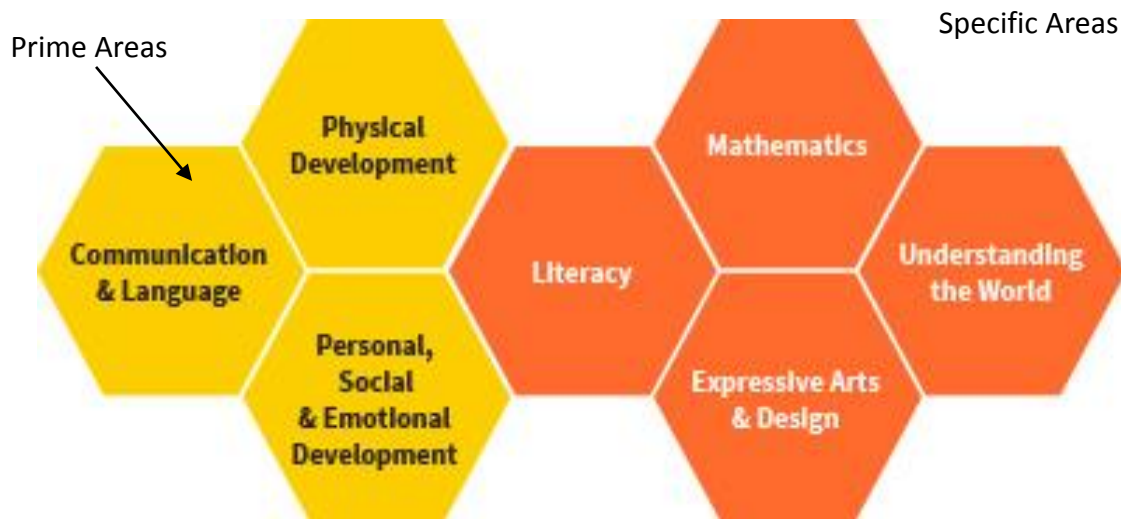 Prime Areas
Specific Areas
Physical
Development
Communication
& Language
Personal,
Social
& Emotional
Development
Literacy
Mathematics
Expressive Arts
& Design
Understanding
the World